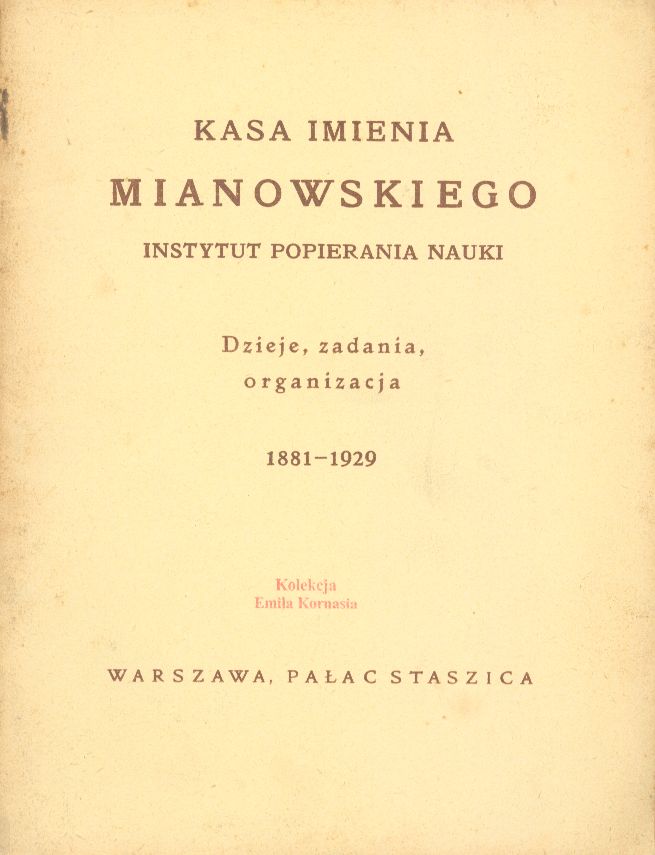 KASA IMIENIA
MIANOWSKIEGO
INSTYTUT POPIERANIA NAUKI
Dzieje, zadania,
organizacja
1881–1929
Kolekcja
Emila Kornasia
WARSZAWA, PAŁAC STASZICA